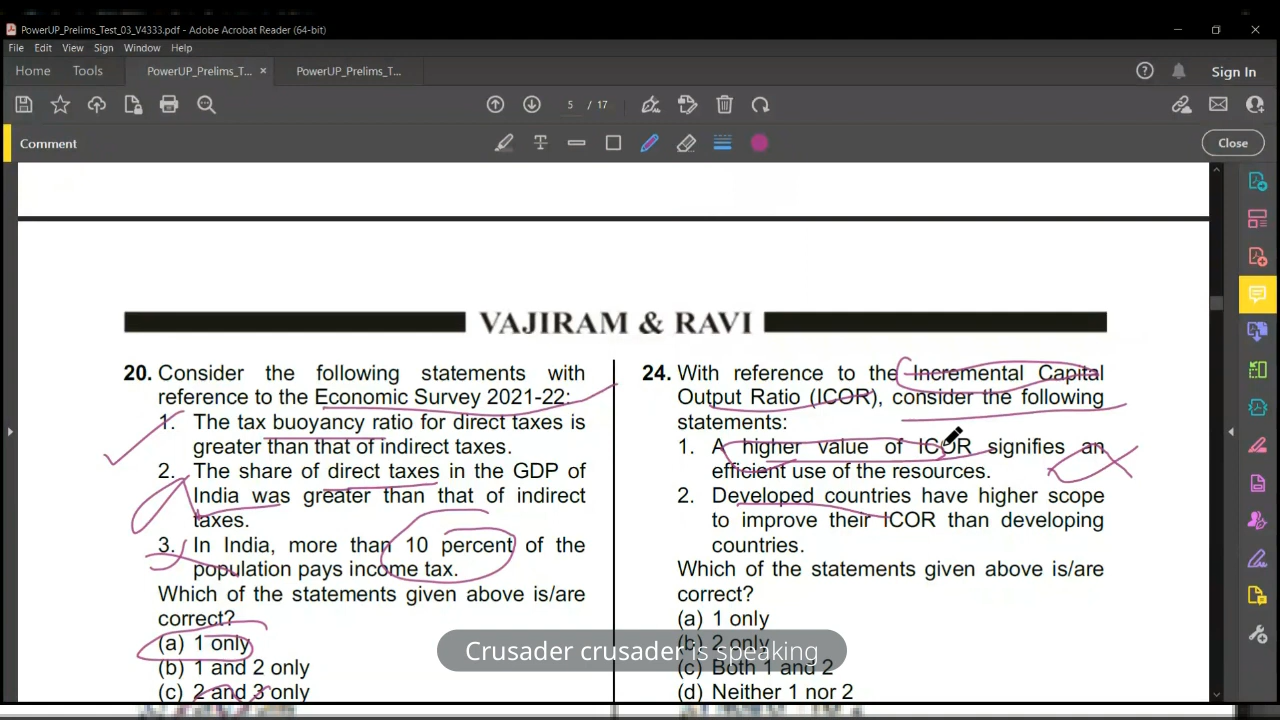 PowerUP_Prelims_Test_03_V4333.pdf - Adobe Acrobat Reader (64-bit)
File Edit View Sign Window Help
Home Tools PowerUP_Prelims_T... × PowerUP_Prelims_T... Sign In
5 / 17
Comment Close
VAJIRAM & RAVI
20. Consider the following statements with
reference to the Economic Survey 2021-22:
1. The tax buoyancy ratio for direct taxes is
greater than that of indirect taxes.
2. The share of direct taxes in the GDP of
India was greater than that of indirect
taxes.
3. In India, more than 10 percent of the
population pays income tax.
Which of the statements given above is/are
correct?
(a) 1 only
(b) 1 and 2 only
(c) 2 and 3 only
24. With reference to the Incremental Capital
Output Ratio (ICOR), consider the following
statements:
1. A higher value of ICOR signifies an
efficient use of the resources.
2. Developed countries have higher scope
to improve their ICOR than developing
countries.
Which of the statements given above is/are
correct?
(a) 1 only
(b) 2 only
(c) Both 1 and 2
(d) Neither 1 nor 2
Crusader crusader is speaking